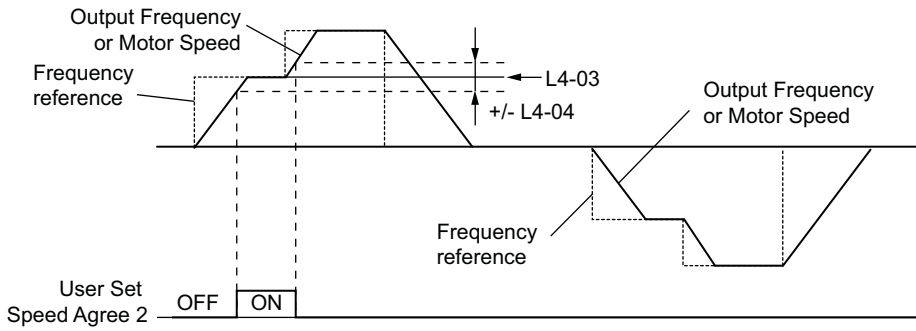 Output Frequency
or Motor Speed
Frequency
reference
L4-03
+/- L4-04
Output Frequency
or Motor Speed
Frequency
reference
User Set
Speed Agree 2
OFF
ON